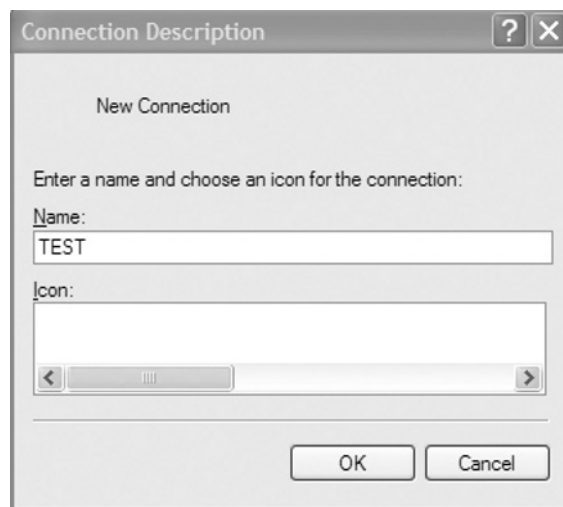 Connection Description
?
New Connection
Enter a name and choose an icon for the connection:
Name:
TEST
Icon:
OK
Cancel